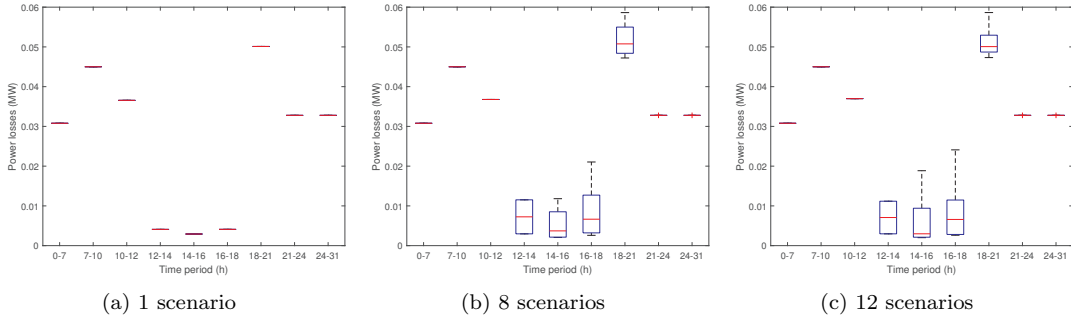 0.06
0.05
0.04
0.03
0.02
0.01
0
Power losses (MW)
0-7 7-10 10-12 12-14 14-16 16-18 18-21 21-24 24-31
Time period (h)
(a) 1 scenario
0.06
0.05
0.04
0.03
0.02
0.01
0
Power losses (MW)
0-7 7-10 10-12 12-14 14-16 16-18 18-21 21-24 24-31
Time period (h)
(b) 8 scenarios
0.06
0.05
0.04
0.03
0.02
0.01
0
Power losses (MW)
0-7 7-10 10-12 12-14 14-16 16-18 18-21 21-24 24-31
Time period (h)
(c) 12 scenarios